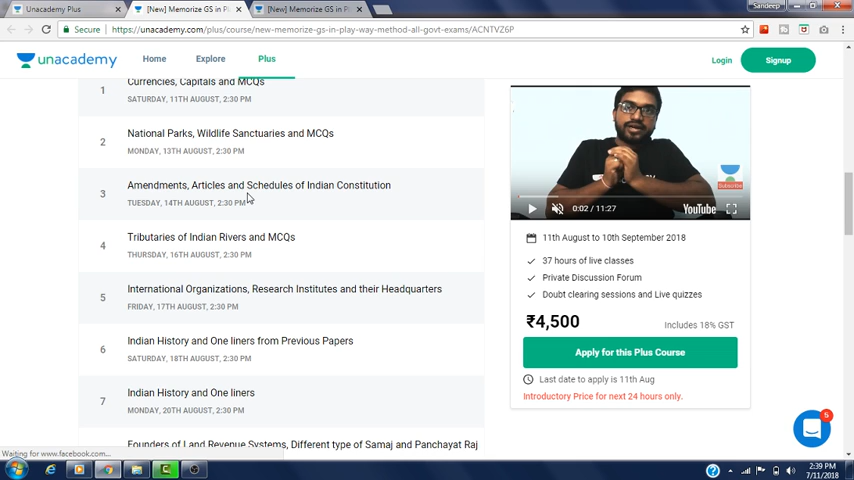 Sandeep
Unacademy Plus
[New] Memorize GS in Pl
[New] Memorize GS in P
Secure
https://unacademy.com/plus/course/new-memorize-gs-in-play-way-method-all-govt-exams/ACNTVZ6P
unacademy
Home
Explore
Plus
Login
Signup
1
Currencies, Capitals and MCQs
SATURDAY, 11TH AUGUST, 2:30 PM
2
National Parks, Wildlife Sanctuaries and MCQs
MONDAY, 13TH AUGUST, 2:30 PM
3
Amendments, Articles and Schedules of Indian Constitution
TUESDAY, 14TH AUGUST, 2:30 PM
4
Tributaries of Indian Rivers and MCQs
THURSDAY, 16TH AUGUST, 2:30 PM
5
International Organizations, Research Institutes and their Headquarters
FRIDAY, 17TH AUGUST, 2:30 PM
6
Indian History and One liners from Previous Papers
SATURDAY, 18TH AUGUST, 2:30 PM
7
Indian History and One liners
MONDAY, 20TH AUGUST, 2:30 PM
Founders of Land Revenue Systems, Different type of Samaj and Panchayat Raj
Subscribe
0:02 / 11:27
YouTube
11th August to 10th September 2018
37 hours of live classes
Private Discussion Forum
Doubt clearing sessions and Live quizzes
₹4,500
Includes 18% GST
Apply for this Plus Course
Last date to apply is 11th Aug
Introductory Price for next 24 hours only.
5
Waiting for www.facebook.com...
2:39 PM
7/11/2018